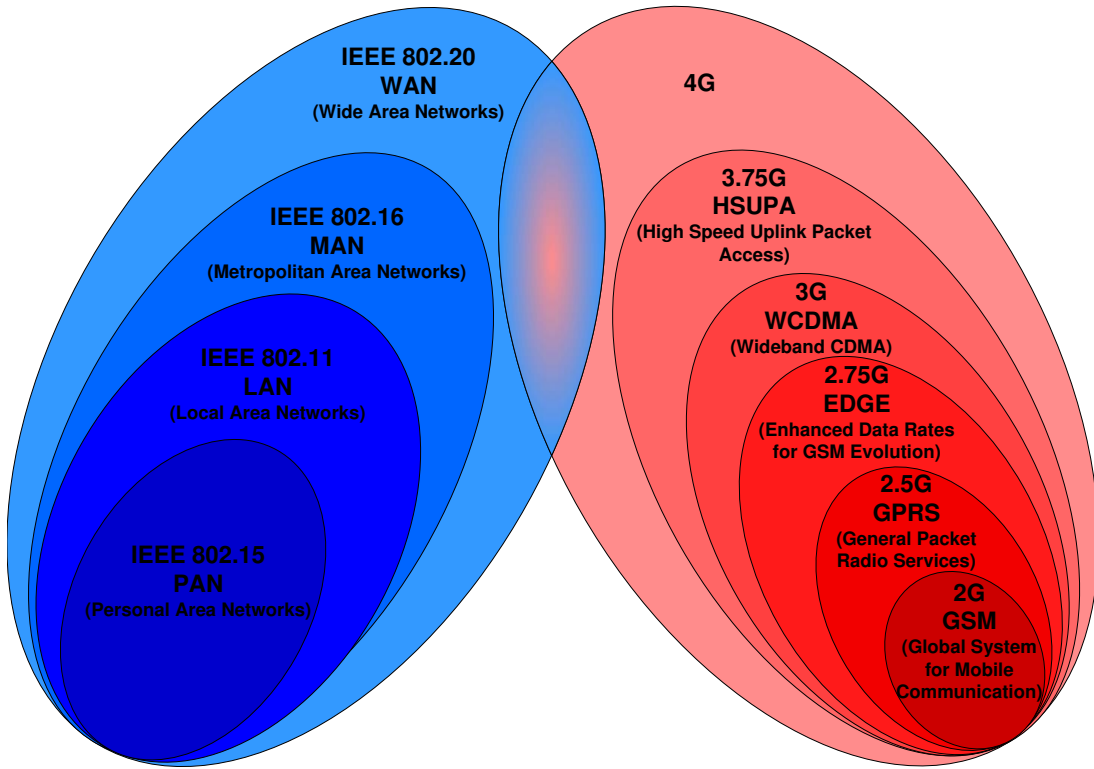 IEEE 802.20
WAN
(Wide Area Networks)
IEEE 802.16
MAN
(Metropolitan Area Networks)
IEEE 802.11
LAN
(Local Area Networks)
IEEE 802.15
PAN
(Personal Area Networks)
4G
3.75G
HSUPA
(High Speed Uplink Packet
Access)
3G
WCDMA
(Wideband CDMA)
2.75G
EDGE
(Enhanced Data Rates
for GSM Evolution)
2.5G
GPRS
(General Packet
Radio Services)
2G
GSM
(Global System
for Mobile
Communication)